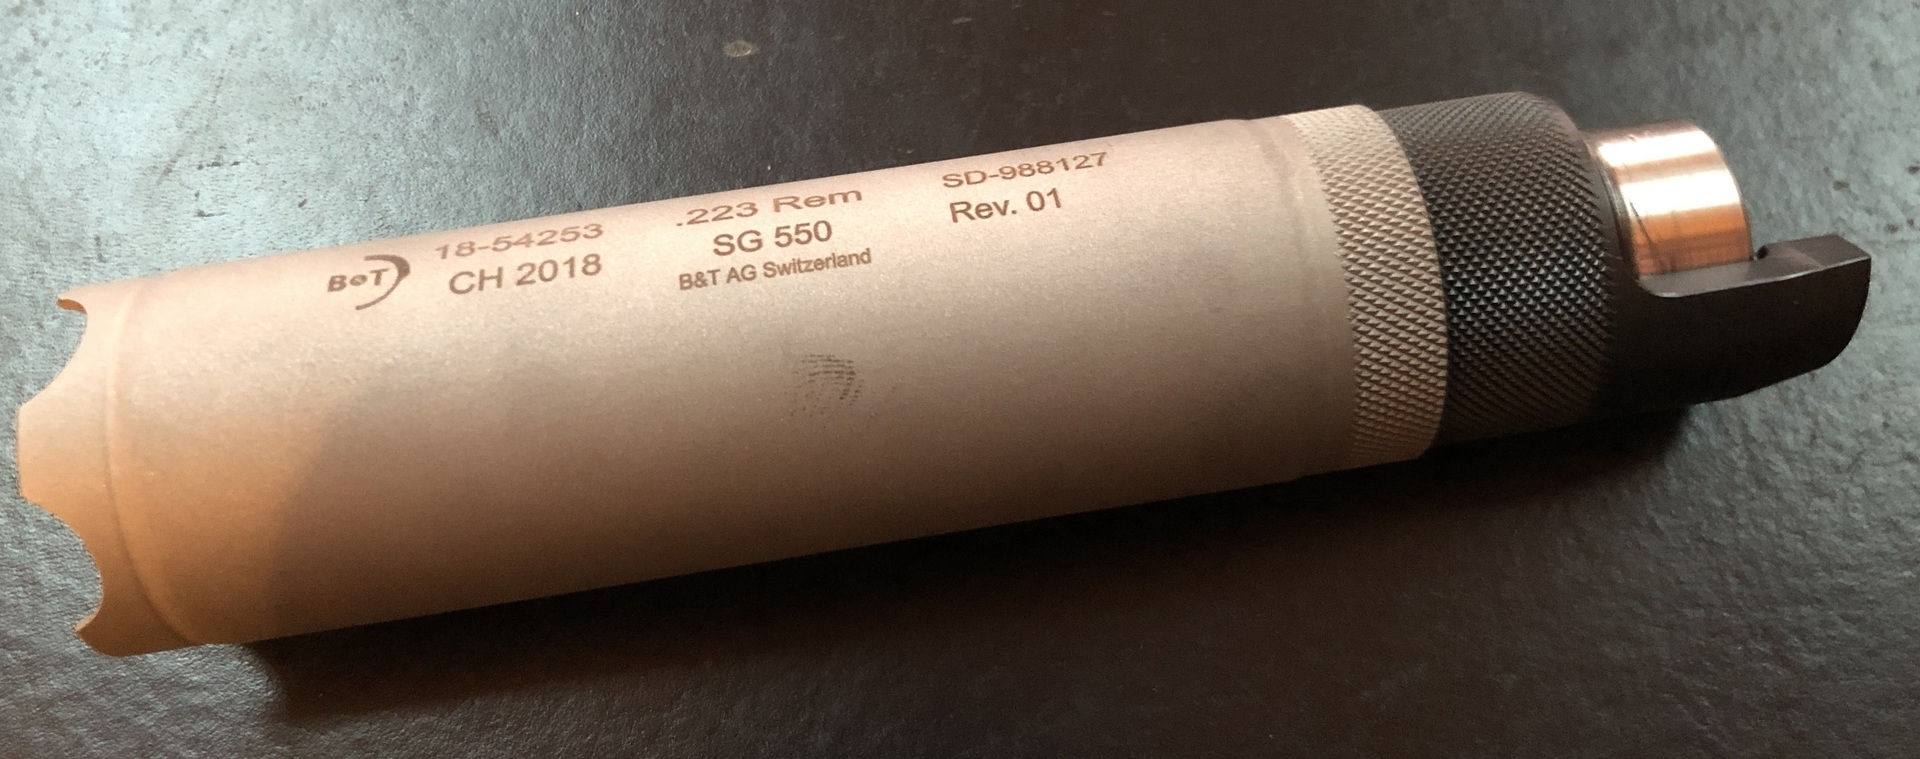 B&T
18-54253
CH 2018
.223 Rem
SG 550
B&T AG Switzerland
SD-988127
Rev. 01